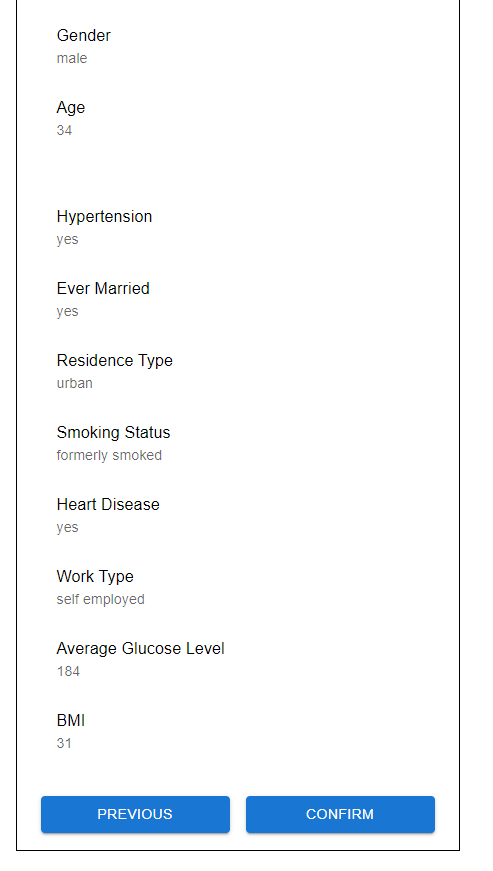 Gender
male
Age
34
Hypertension
yes
Ever Married
yes
Residence Type
urban
Smoking Status
formerly smoked
Heart Disease
yes
Work Type
self employed
Average Glucose Level
184
BMI
31
PREVIOUS CONFIRM